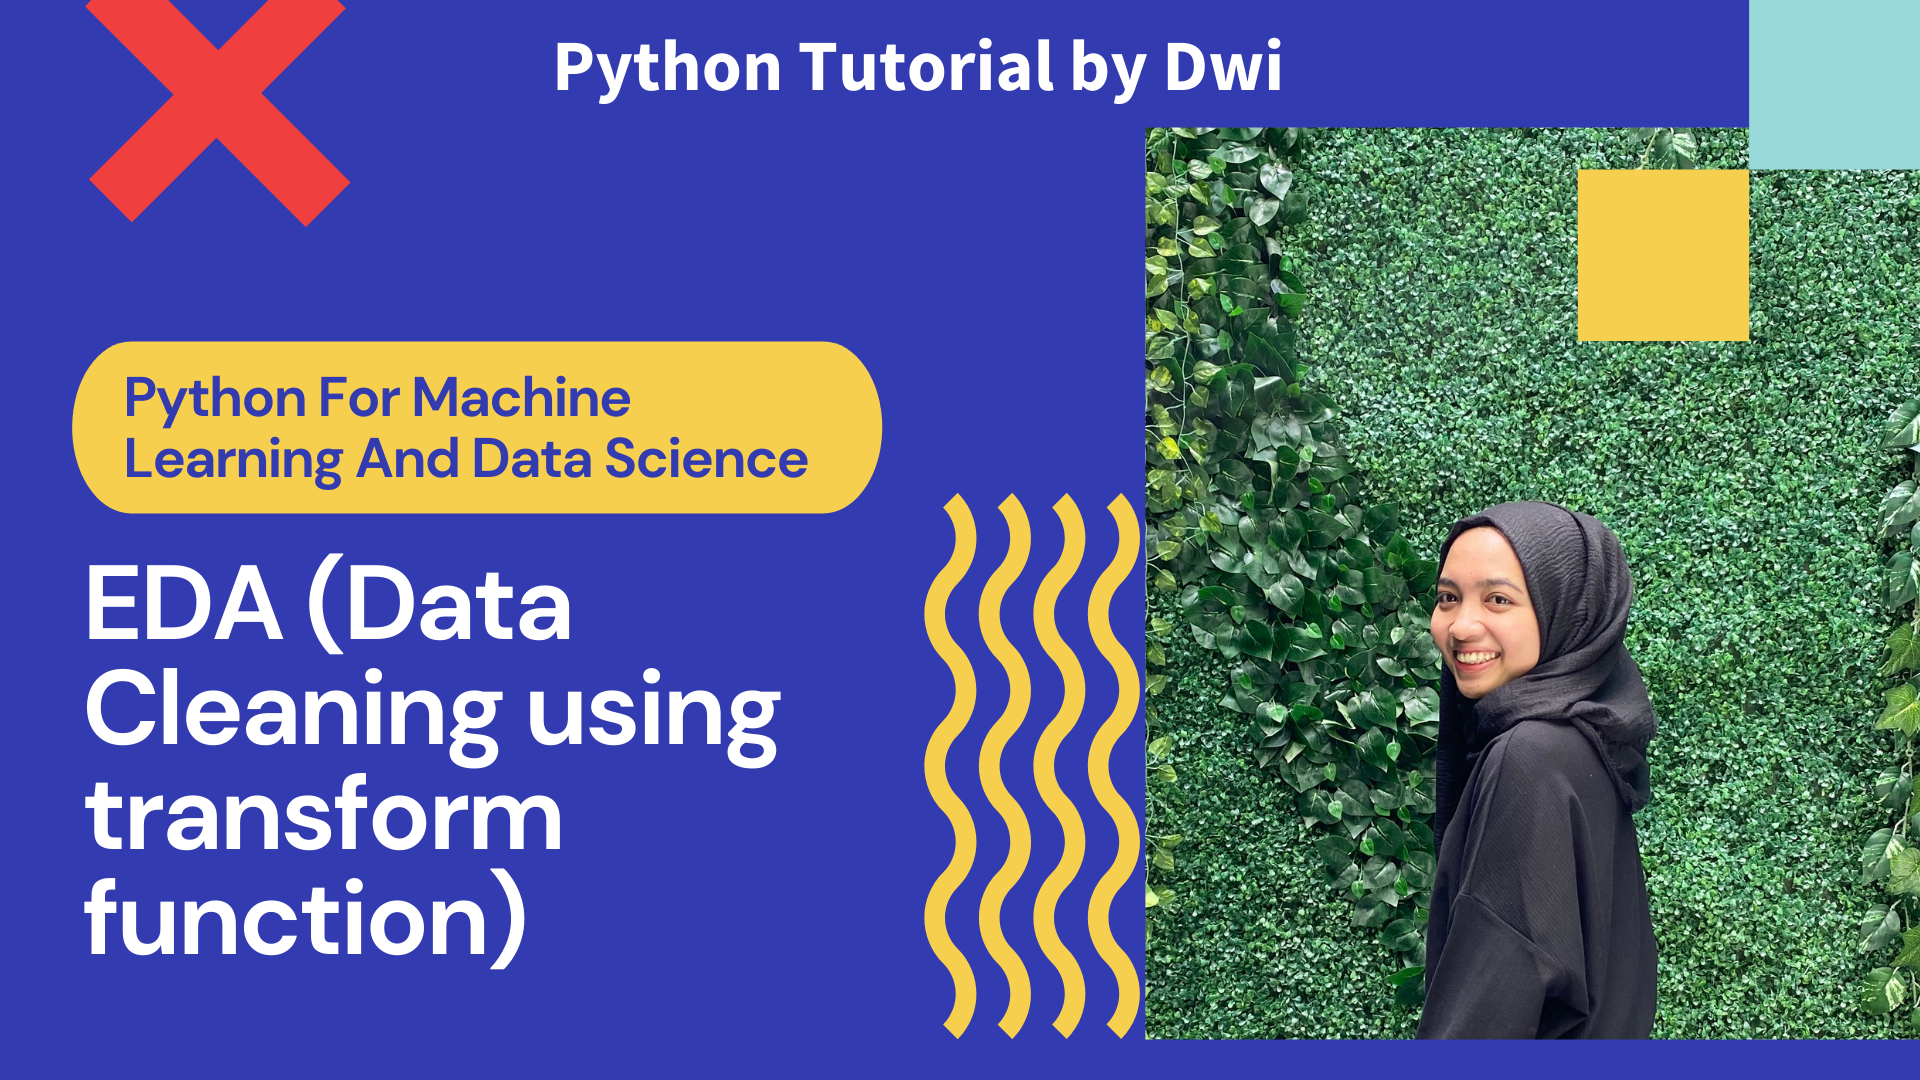 Python Tutorial by Dwi
Python For Machine
Learning And Data Science
EDA (Data
Cleaning using
transform
function)